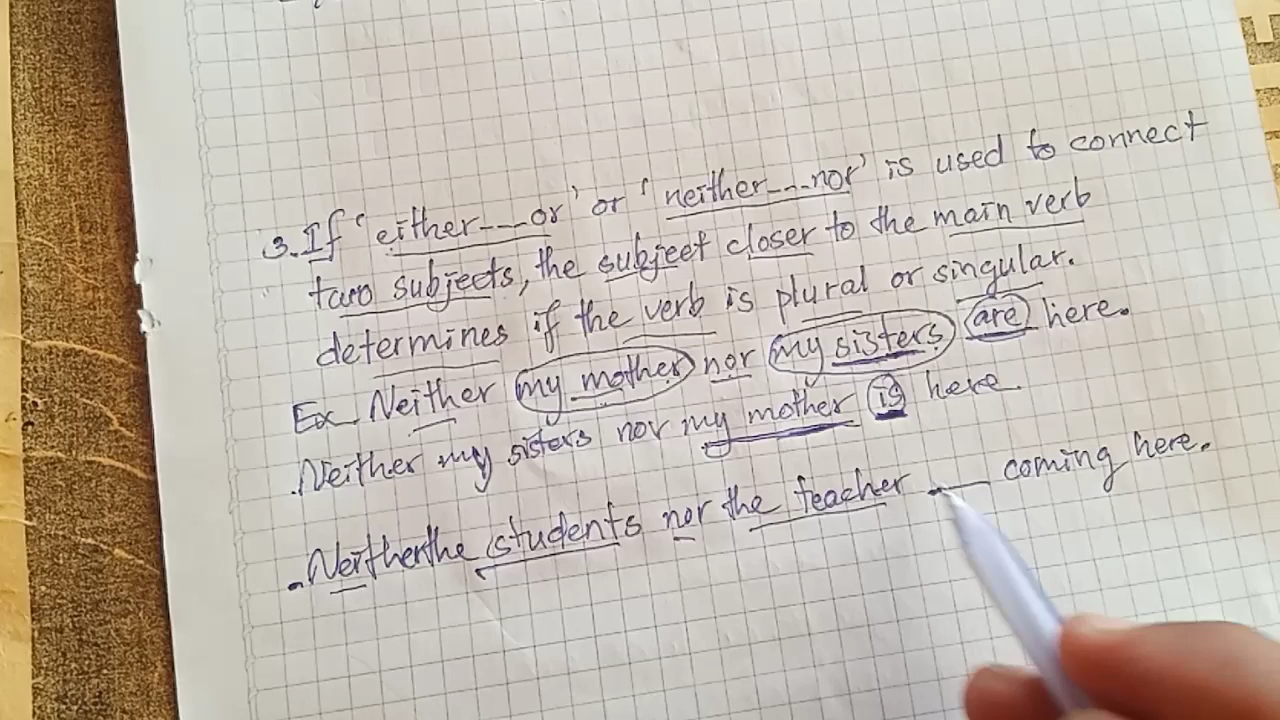 3. If 'either---or' or 'neither---nor' is used to connect
two subjects, the subject closer to the main verb
determines if the verb is plural or singular.
Ex. Neither my mother nor my sisters are here.
. Neither my sisters nor my mother is here.
. Neither the students nor the teacher ___ coming here.